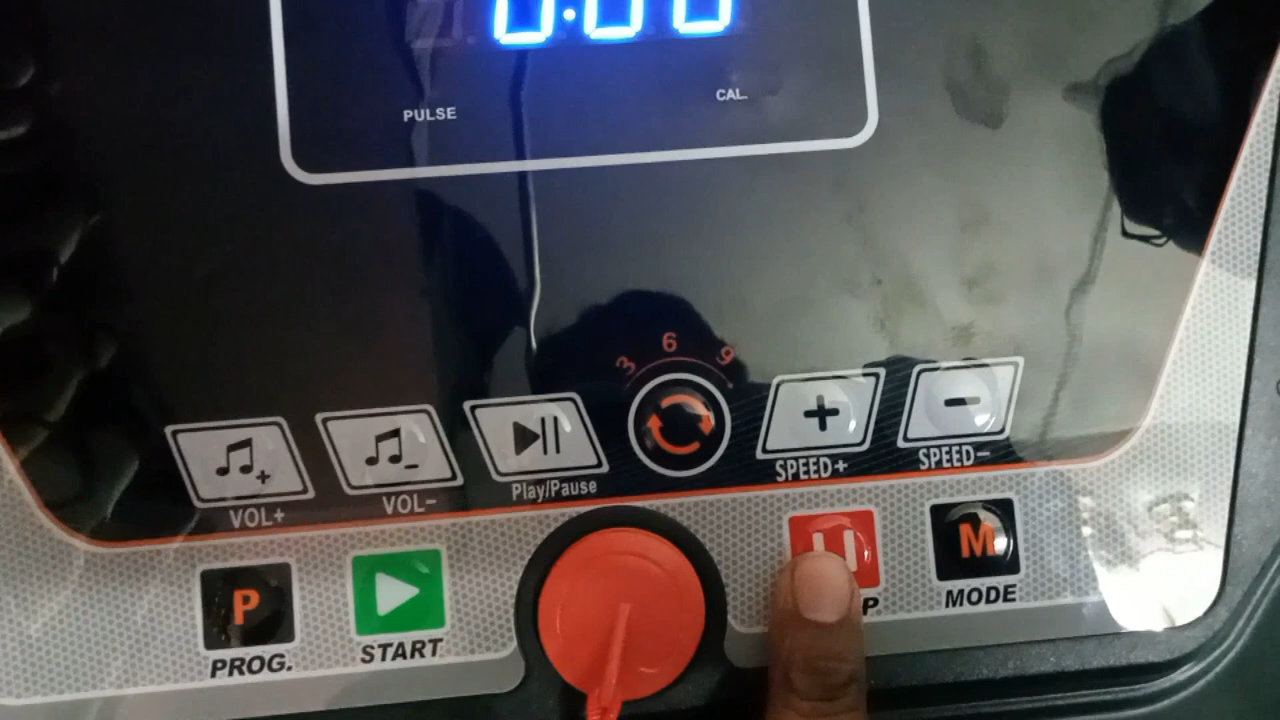 0:00
PULSE
CAL.
3 6 9
VOL+
VOL-
Play/Pause
SPEED+
SPEED-
P
PROG.
START
P
M
MODE